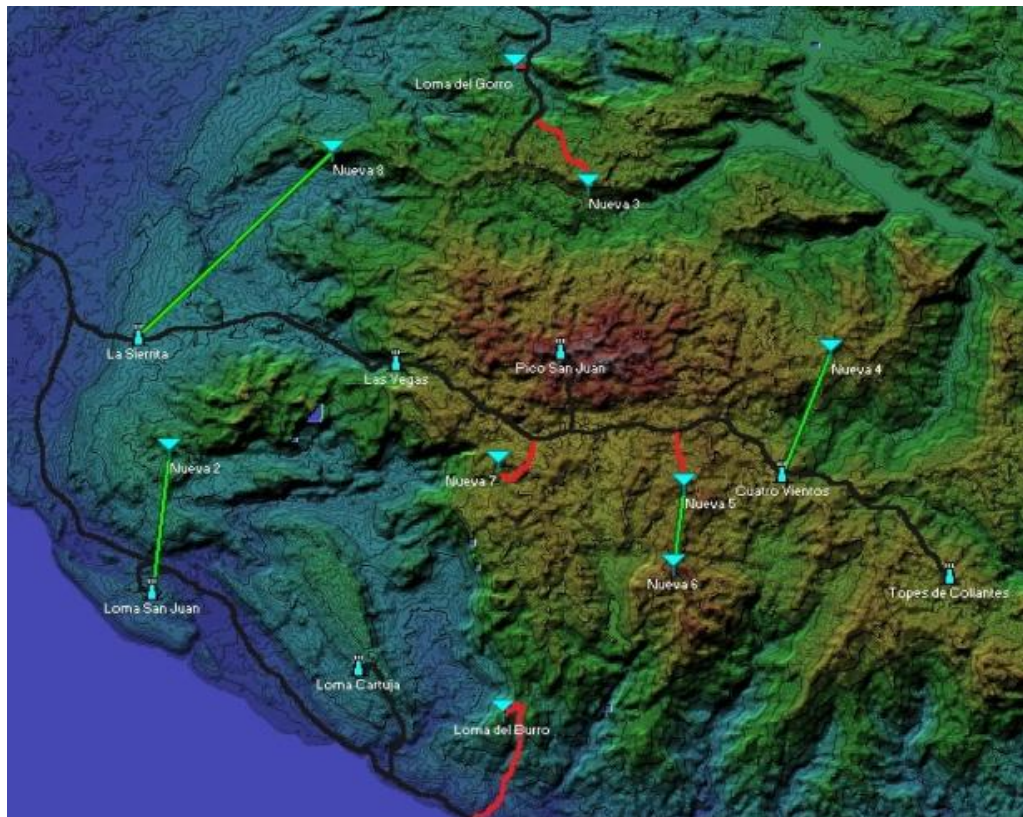 Loma del Gorro
Nueva 8
Nueva 3
La Sierrita
Las Vegas
Pico San Juan
Nueva 4
Nueva 2
Nueva 7
Nueva 5
Cuatro Vientos
Nueva 6
Topes de Collantes
Loma San Juan
Loma Cartuja
Loma del Burro